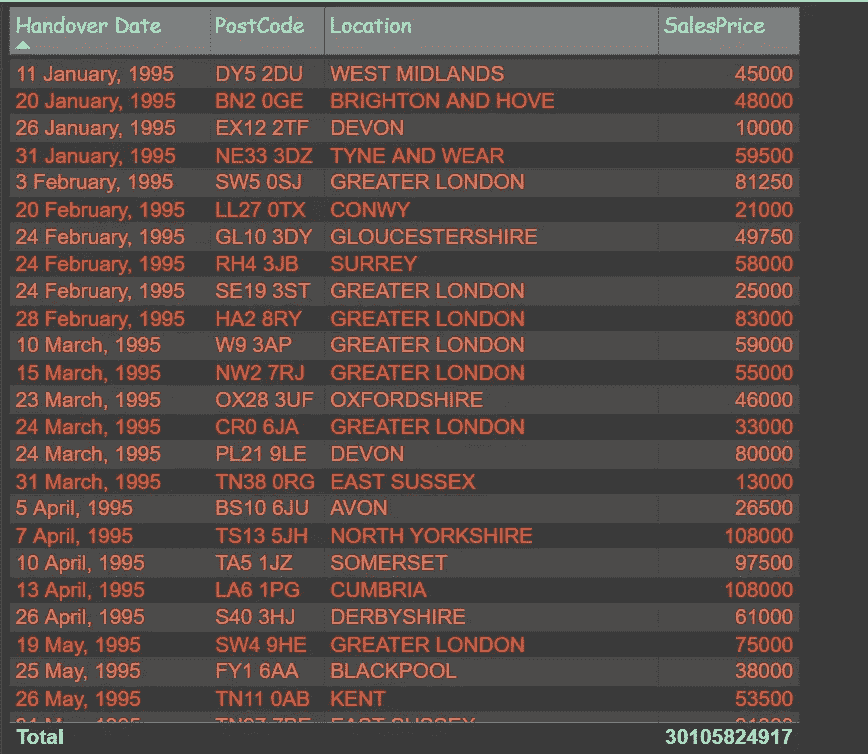 Handover Date PostCode Location SalesPrice
11 January, 1995 DY5 2DU WEST MIDLANDS 45000
20 January, 1995 BN2 0GE BRIGHTON AND HOVE 48000
26 January, 1995 EX12 2TF DEVON 10000
31 January, 1995 NE33 3DZ TYNE AND WEAR 59500
3 February, 1995 SW5 0SJ GREATER LONDON 81250
20 February, 1995 LL27 0TX CONWY 21000
24 February, 1995 GL10 3DY GLOUCESTERSHIRE 49750
24 February, 1995 RH4 3JB SURREY 58000
24 February, 1995 SE19 3ST GREATER LONDON 25000
28 February, 1995 HA2 8RY GREATER LONDON 83000
10 March, 1995 W9 3AP GREATER LONDON 59000
15 March, 1995 NW2 7RJ GREATER LONDON 55000
23 March, 1995 OX28 3UF OXFORDSHIRE 46000
24 March, 1995 CR0 6JA GREATER LONDON 33000
24 March, 1995 PL21 9LE DEVON 80000
31 March, 1995 TN38 0RG EAST SUSSEX 13000
5 April, 1995 BS10 6JU AVON 26500
7 April, 1995 TS13 5JH NORTH YORKSHIRE 108000
10 April, 1995 TA5 1JZ SOMERSET 97500
13 April, 1995 LA6 1PG CUMBRIA 108000
26 April, 1995 S40 3HJ DERBYSHIRE 61000
19 May, 1995 SW4 9HE GREATER LONDON 75000
25 May, 1995 FY1 6AA BLACKPOOL 38000
26 May, 1995 TN11 0AB KENT 53500
EAST SUSSEX
Total 30105824917